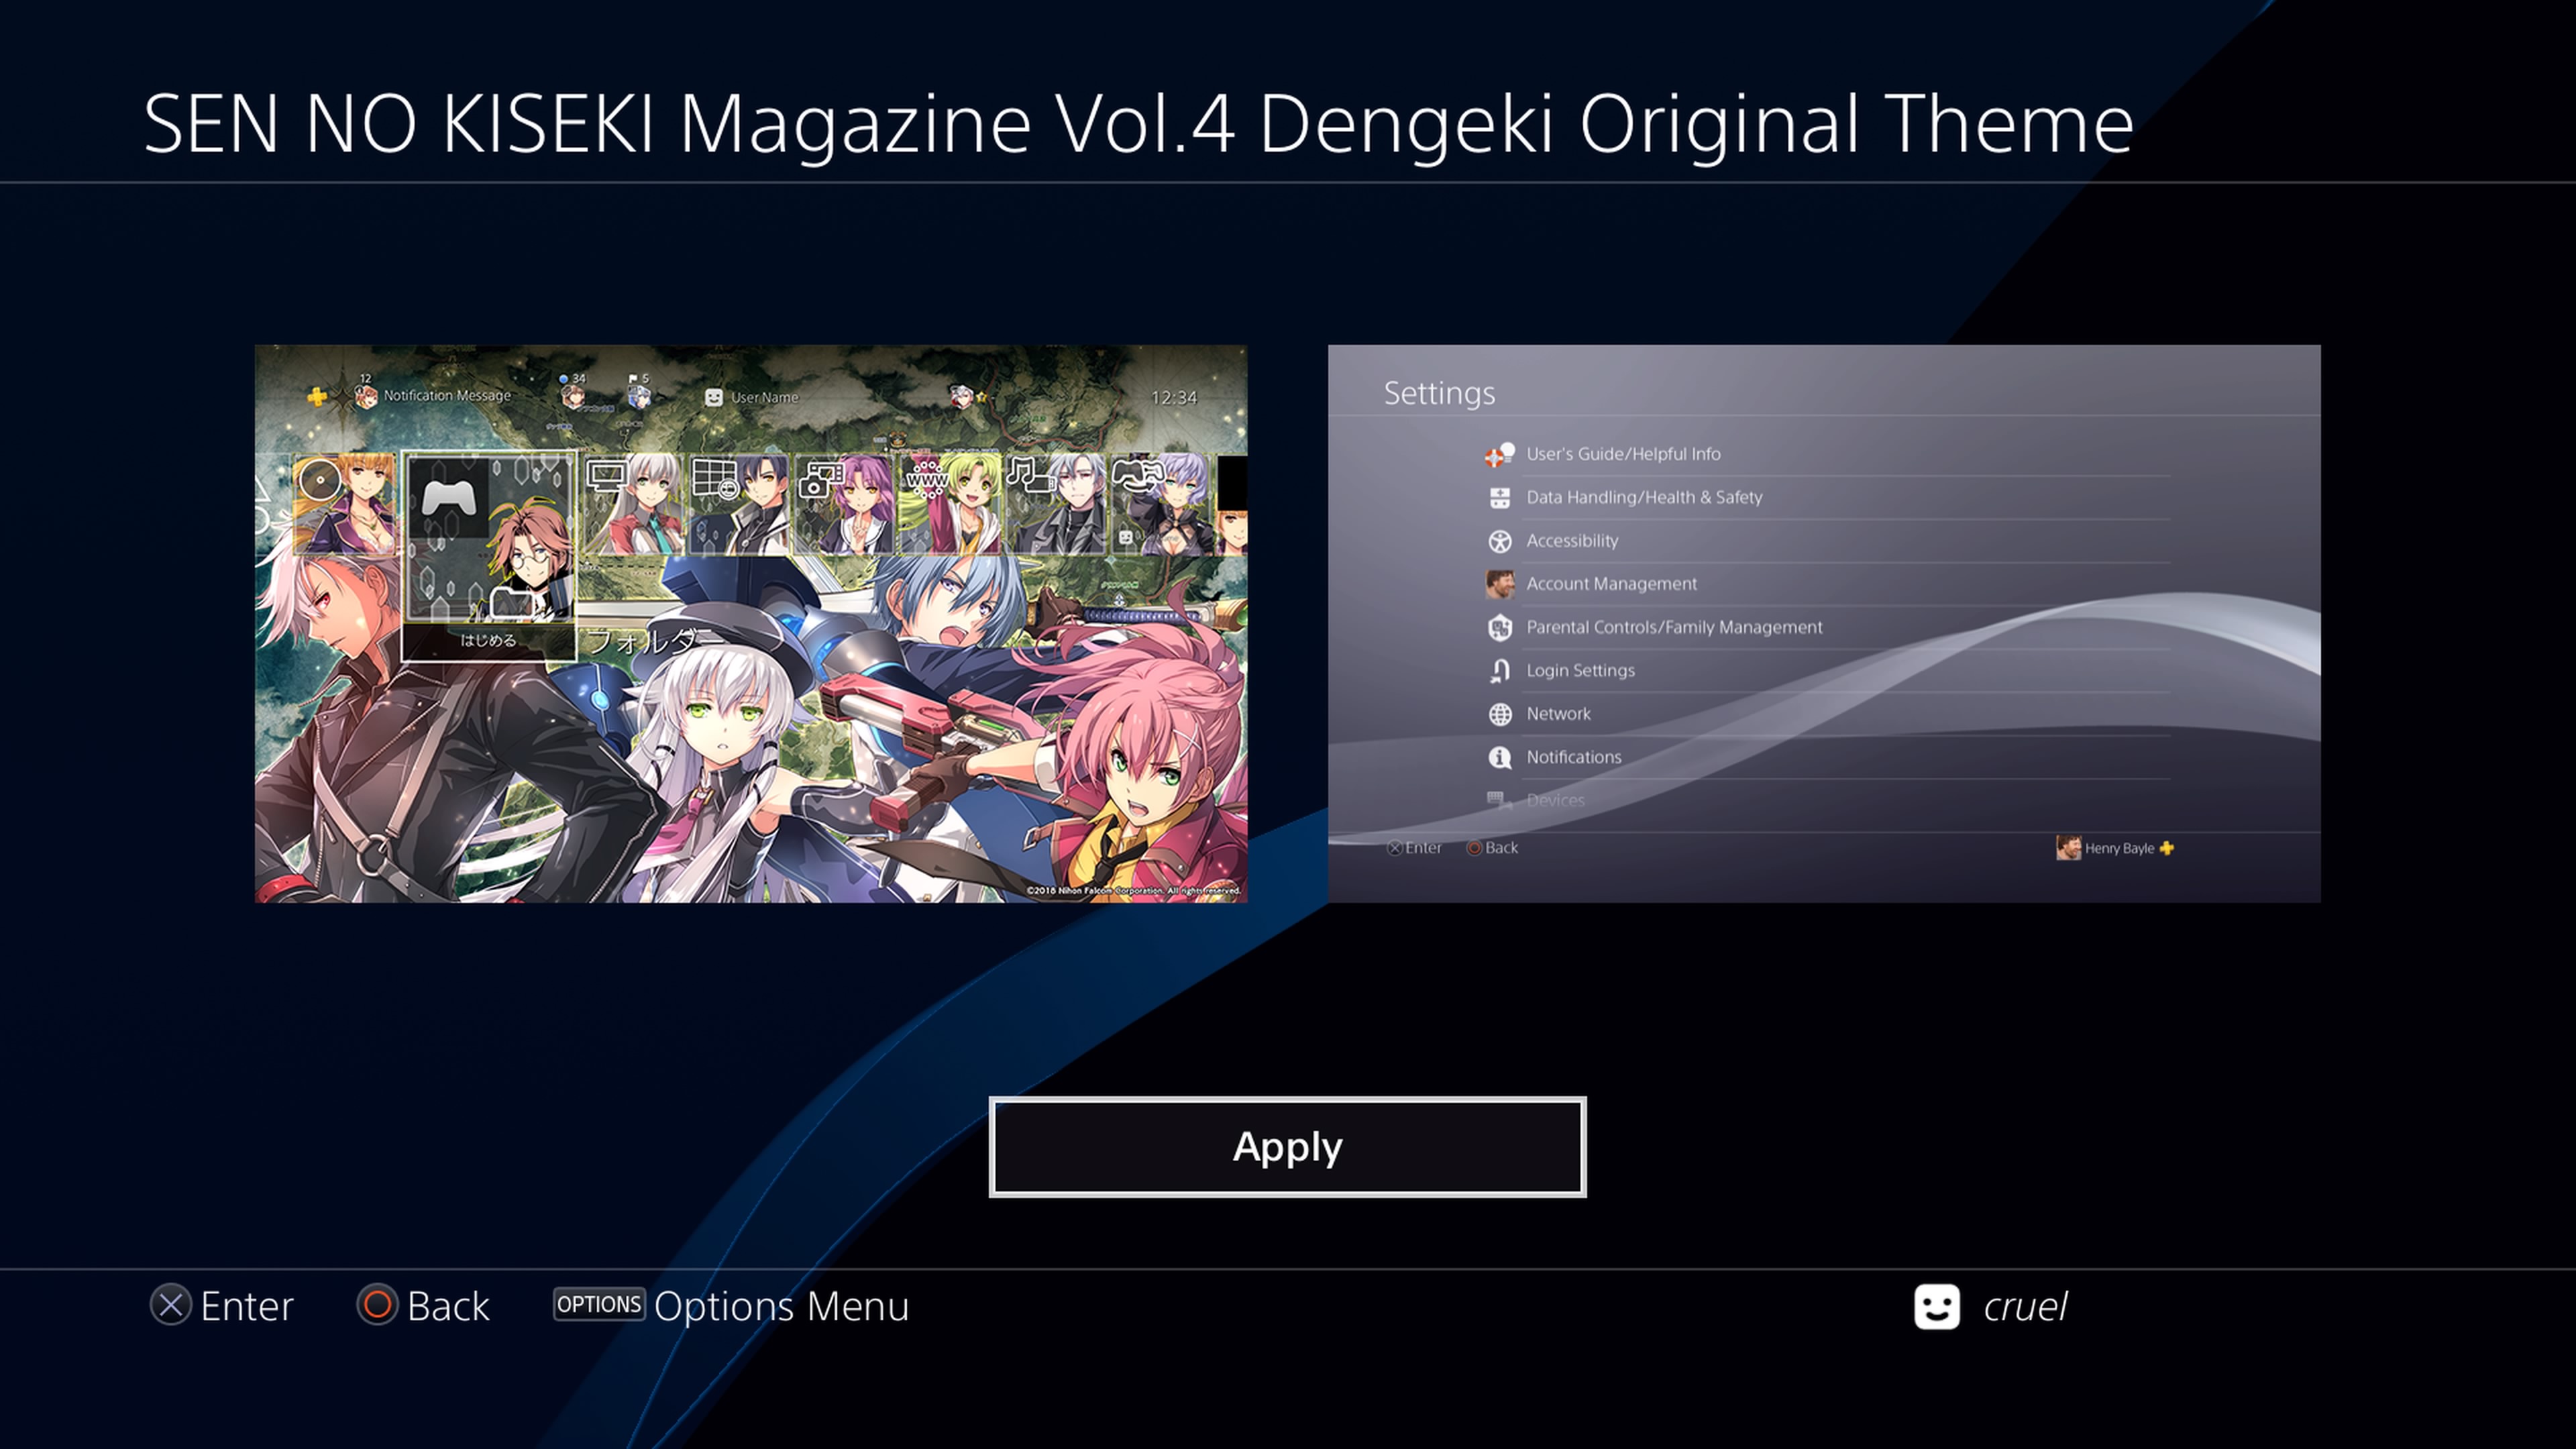 SEN NO KISEKI Magazine Vol.4 Dengeki Original Theme
12
Notification Message
34
5
User Name
12:34
WWW
はじめる
フォルダー
©2018 Nihon Falcom Corporation. All rights reserved.
Settings
User's Guide/Helpful Info
Data Handling/Health & Safety
Accessibility
Account Management
Parental Controls/Family Management
Login Settings
Network
Notifications
Devices
Enter
Back
Henry Bayle
Apply
Enter
Back
OPTIONS Options Menu
cruel